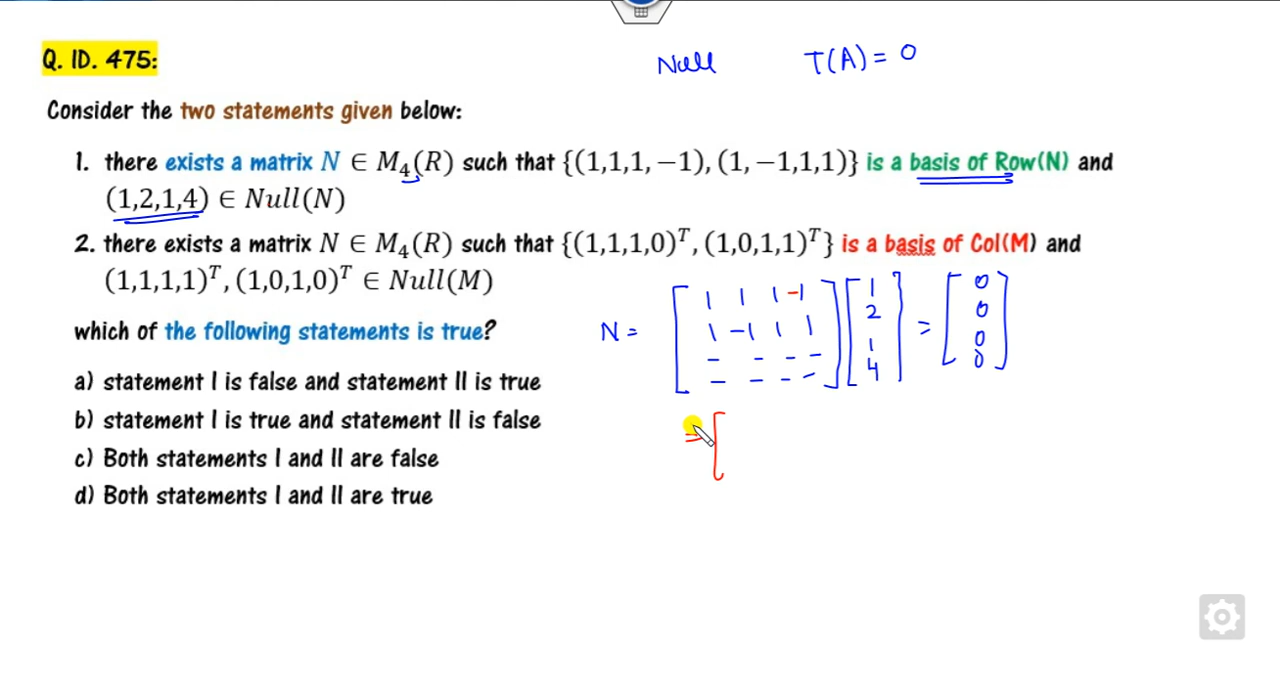 Null T(A) = 0
Q. ID. 475:
Consider the two statements given below:
1. there exists a matrix N ∈ M₄(R) such that {(1,1,1,−1), (1,−1,1,1)} is a basis of Row(N) and
(1,2,1,4) ∈ Null(N)
2. there exists a matrix N ∈ M₄(R) such that {(1,1,1,0)ᵀ, (1,0,1,1)ᵀ} is a basis of Col(M) and
(1,1,1,1)ᵀ, (1,0,1,0)ᵀ ∈ Null(M)
which of the following statements is true?
a) statement I is false and statement II is true
b) statement I is true and statement II is false
c) Both statements I and II are false
d) Both statements I and II are true
1 1 1 -1 1 0
N = 1 -1 1 1 2 = 0
- - - - 1 0
- - - - 4 0
= [